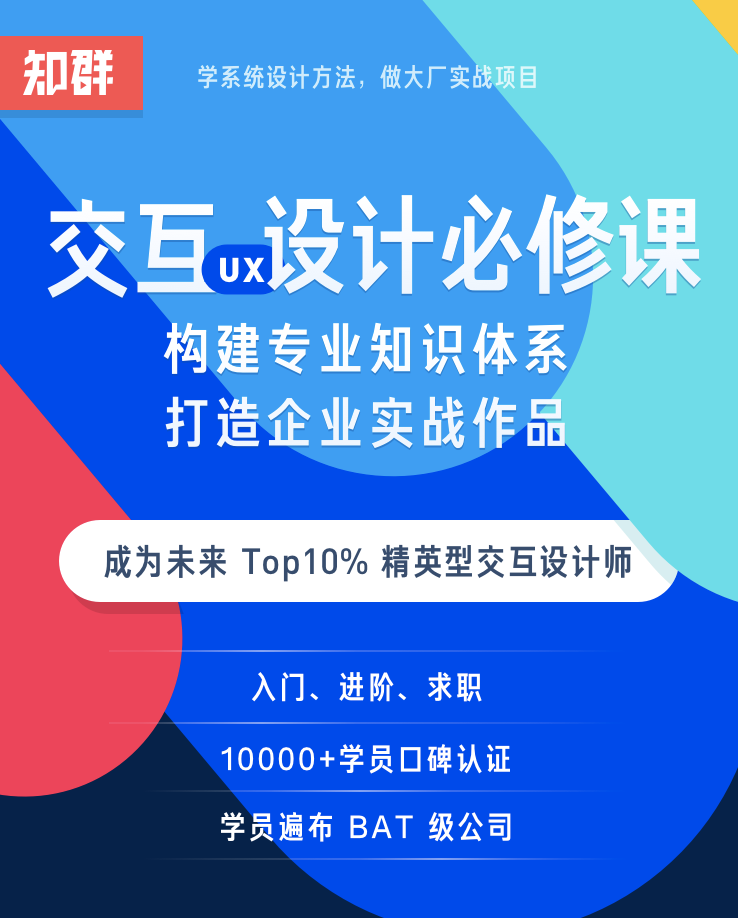 知群
学系统设计方法，做大厂实战项目
交互UX设计必修课
构建专业知识体系
打造企业实战作品
成为未来 Top10% 精英型交互设计师
入门、进阶、求职
10000+学员口碑认证
学员遍布 BAT 级公司